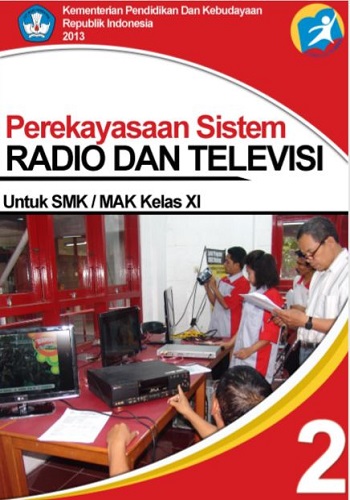 Kementerian Pendidikan Dan Kebudayaan
Republik Indonesia
2013
Perekayasaan Sistem
RADIO DAN TELEVISI
Untuk SMK / MAK Kelas XI
2